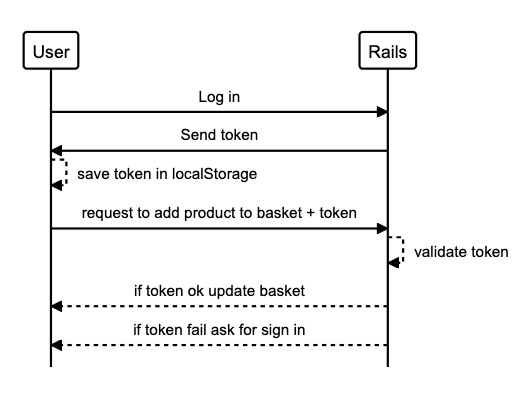 User
Rails
Log in
Send token
save token in localStorage
request to add product to basket + token
validate token
if token ok update basket
if token fail ask for sign in